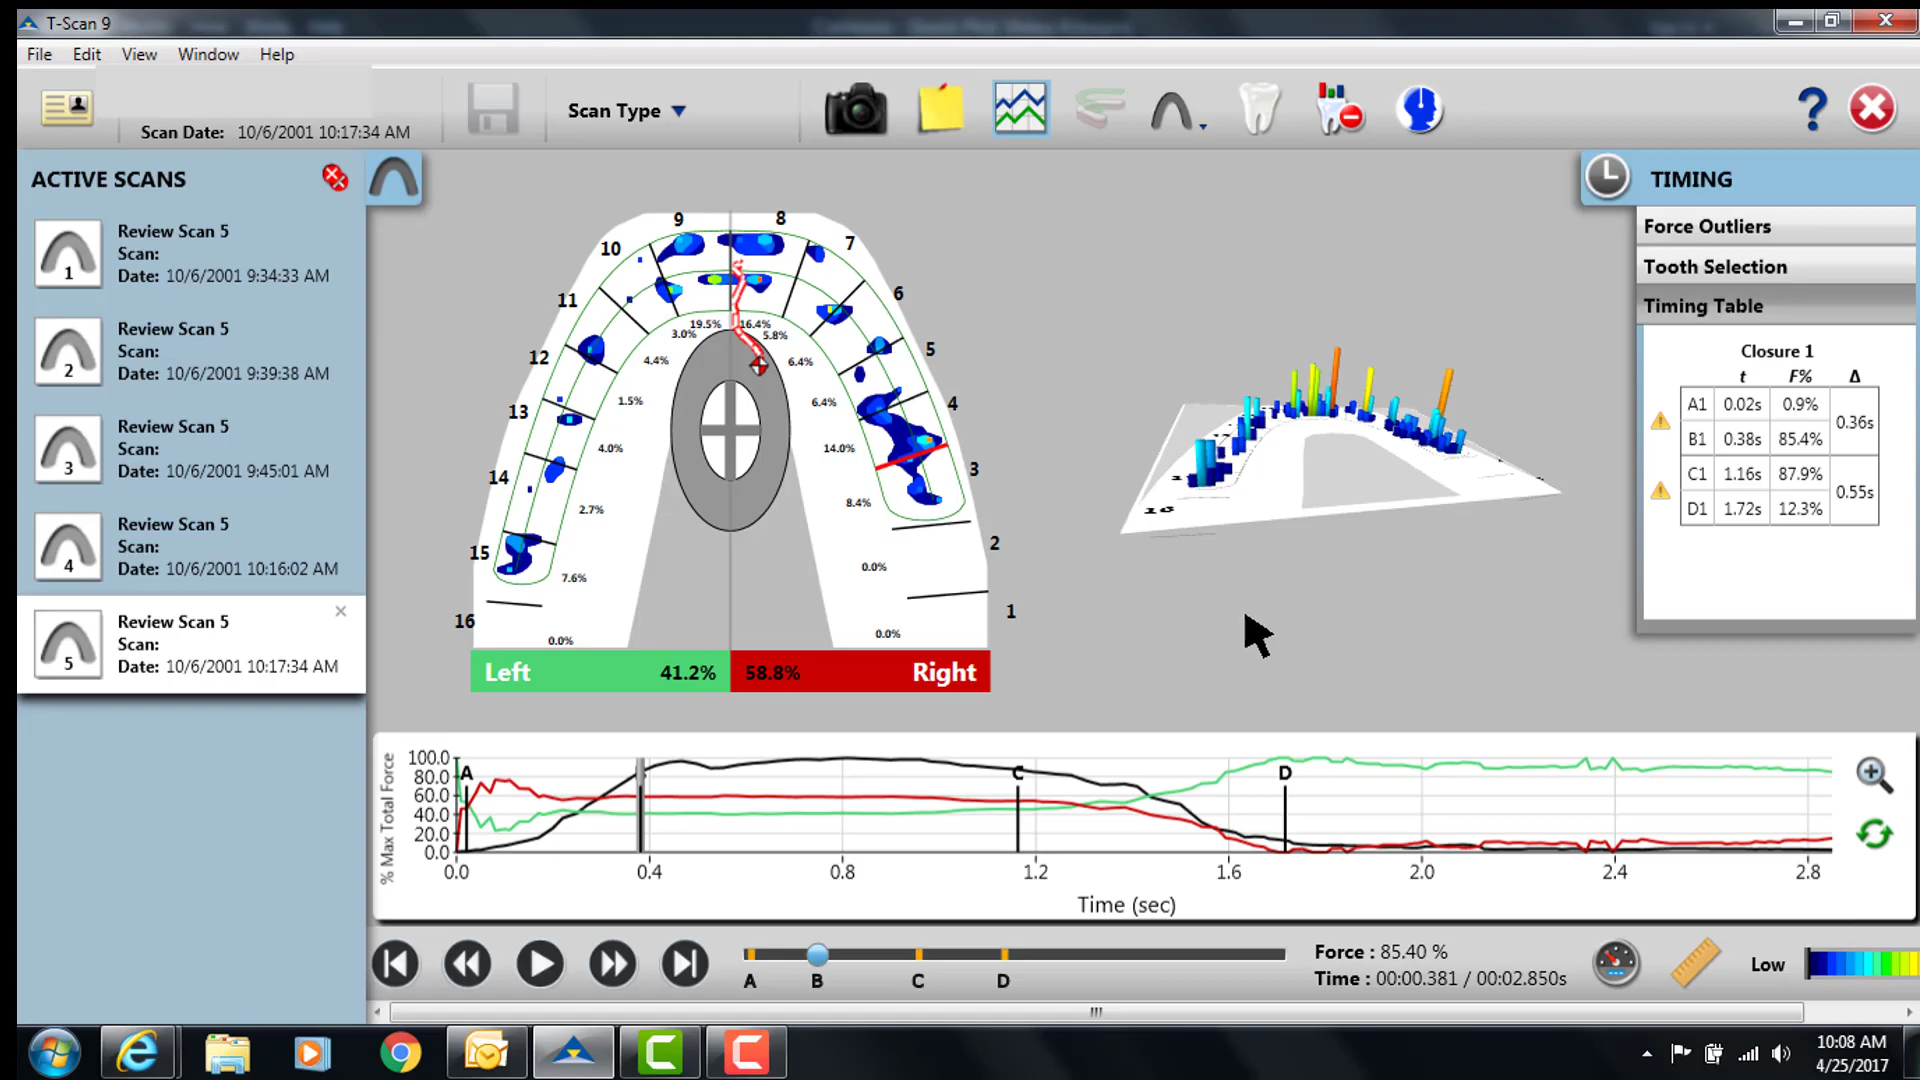 T-Scan 9
File Edit View Window Help
Scan Date: 10/6/2001 10:17:34 AM
Scan Type
?
ACTIVE SCANS
1
Review Scan 5
Scan:
Date: 10/6/2001 9:34:33 AM
2
Review Scan 5
Scan:
Date: 10/6/2001 9:39:38 AM
3
Review Scan 5
Scan:
Date: 10/6/2001 9:45:01 AM
4
Review Scan 5
Scan:
Date: 10/6/2001 10:16:02 AM
5
Review Scan 5
Scan:
Date: 10/6/2001 10:17:34 AM
9 8
10 7
11 6
12 5
13 4
14 3
15 2
16 1
19.5% 16.4%
3.0% 5.8%
4.4% 6.4%
1.5% 6.4%
4.0% 14.0%
2.7% 8.4%
7.6% 0.0%
0.0% 0.0%
Left 41.2% 58.8% Right
16
TIMING
Force Outliers
Tooth Selection
Timing Table
Closure 1
t F% Δ
A1 0.02s 0.9% 0.36s
B1 0.38s 85.4%
C1 1.16s 87.9% 0.55s
D1 1.72s 12.3%
% Max Total Force
100.0
80.0
60.0
40.0
20.0
0.0
A C D
0.0 0.4 0.8 1.2 1.6 2.0 2.4 2.8
Time (sec)
A B C D
Force : 85.40 %
Time : 00:00.381 / 00:02.850s
Low
10:08 AM
4/25/2017